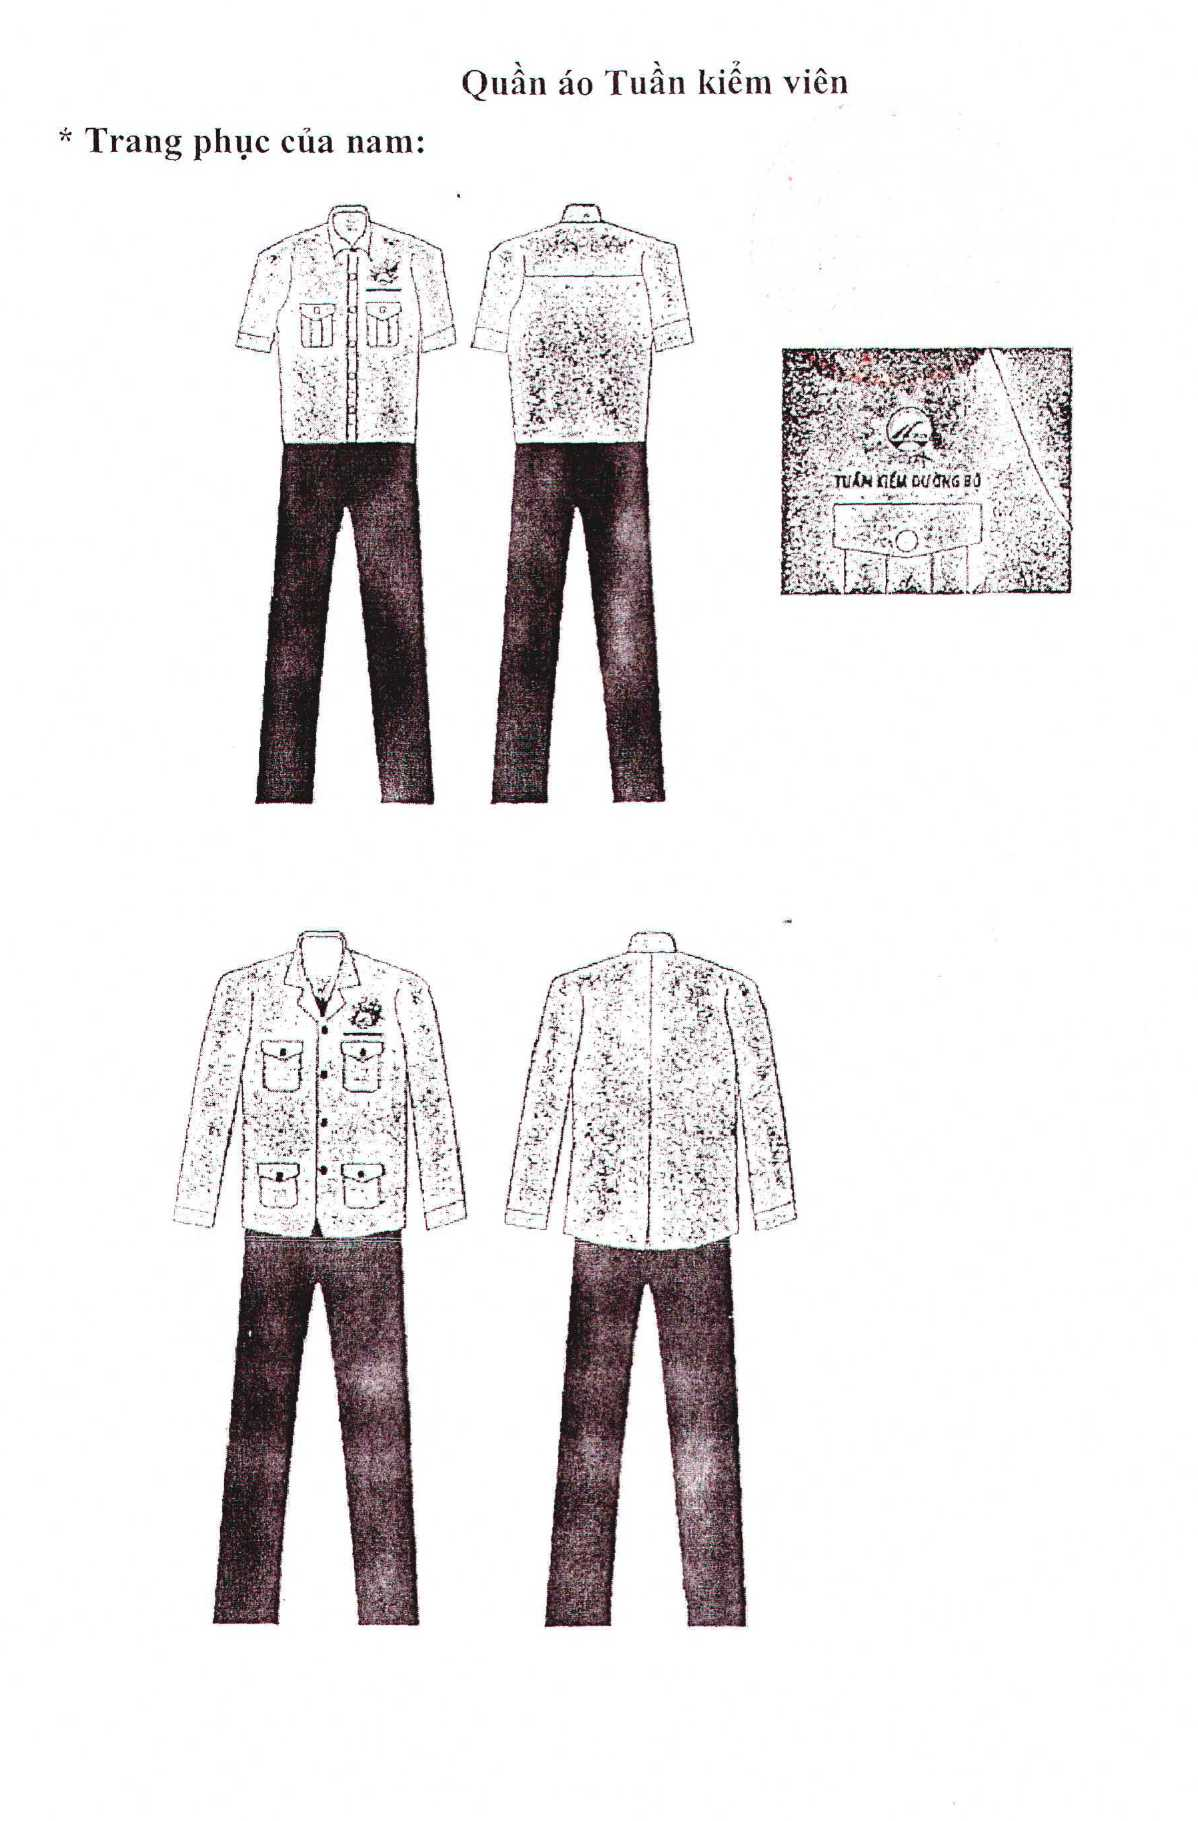 Quần áo Tuần kiểm viên
* Trang phục của nam:
TUẦN KIỂM ĐƯỜNG BỘ